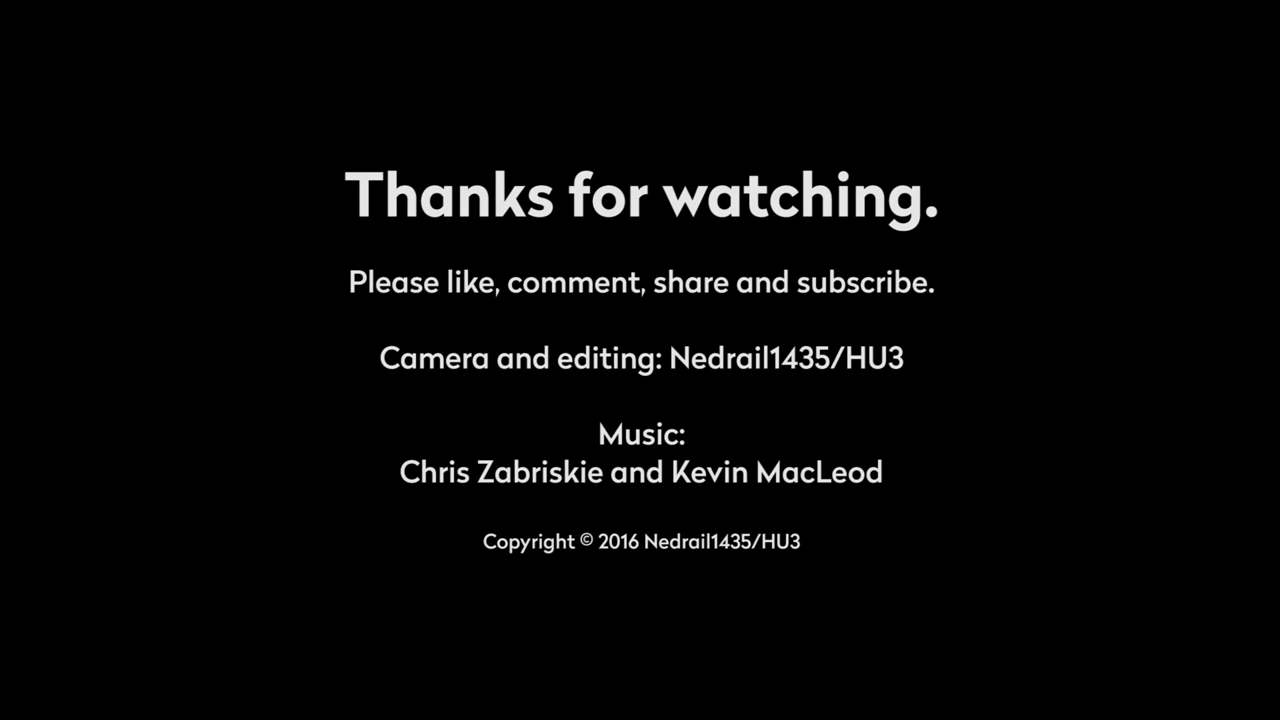 Thanks for watching.
Please like, comment, share and subscribe.
Camera and editing: Nedrail1435/HU3
Music:
Chris Zabriskie and Kevin MacLeod
Copyright © 2016 Nedrail1435/HU3